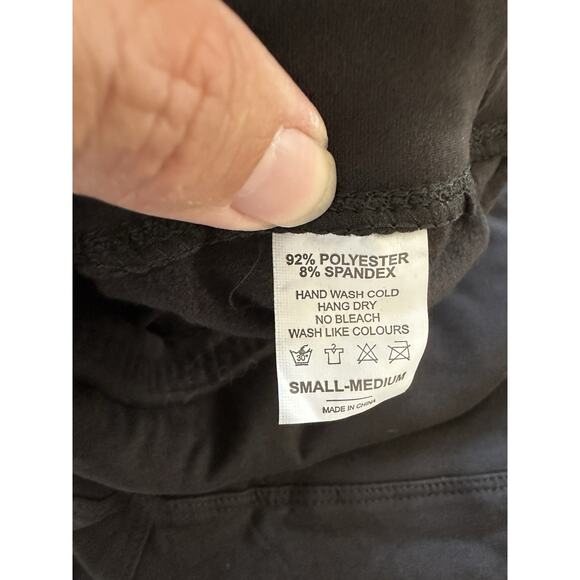 92% POLYESTER
8% SPANDEX
HAND WASH COLD
HANG DRY
NO BLEACH
WASH LIKE COLOURS
30°
SMALL-MEDIUM
MADE IN CHINA